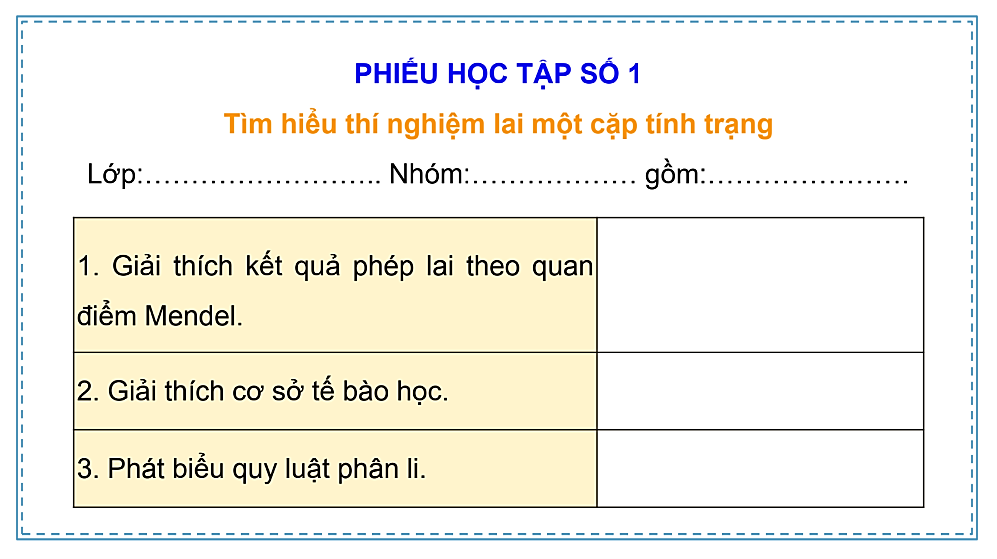 PHIẾU HỌC TẬP SỐ 1
Tìm hiểu thí nghiệm lai một cặp tính trạng
Lớp:…………………….. Nhóm:……………… gồm:………………….
1. Giải thích kết quả phép lai theo quan
điểm Mendel.
2. Giải thích cơ sở tế bào học.
3. Phát biểu quy luật phân li.